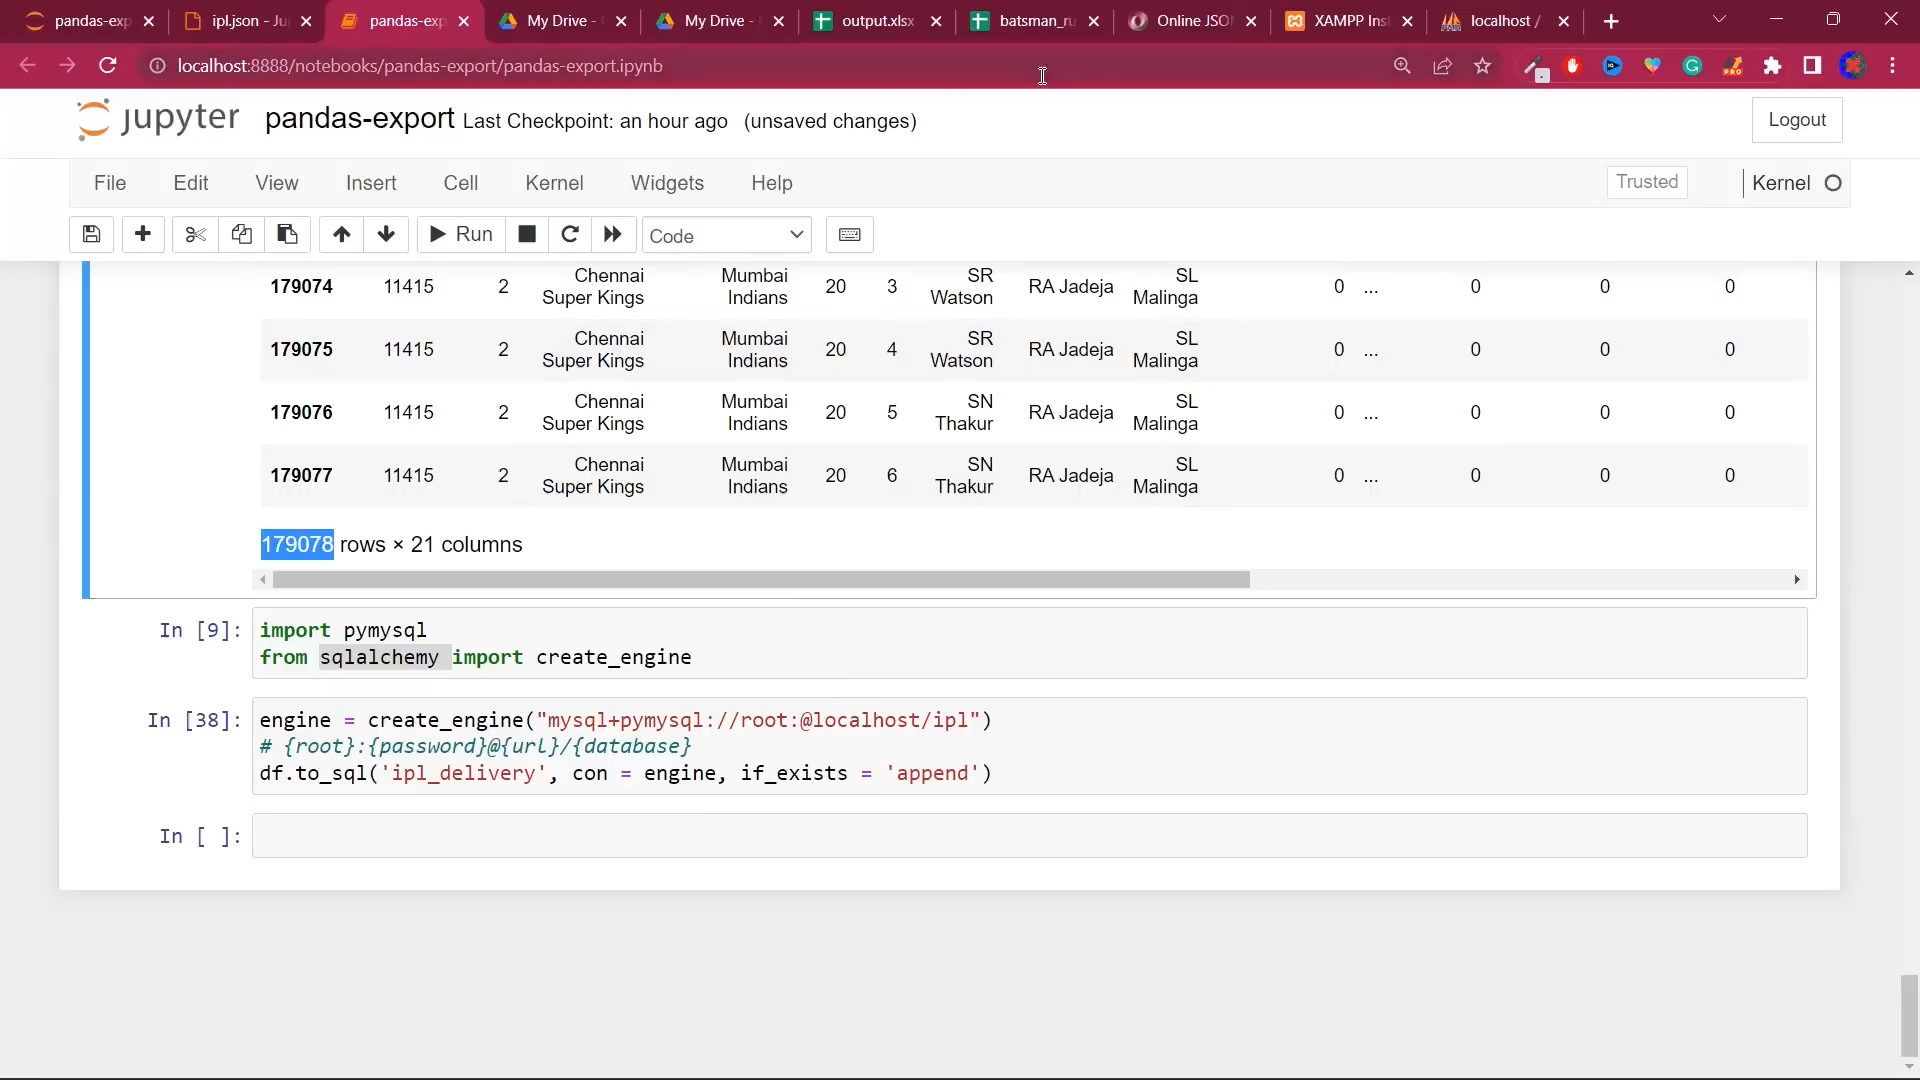 pandas-exp
ipl.json - Ju
pandas-exp
My Drive -
My Drive -
output.xlsx
batsman_ru
Online JSO
XAMPP Inst
localhost /
localhost:8888/notebooks/pandas-export/pandas-export.ipynb
jupyter pandas-export Last Checkpoint: an hour ago (unsaved changes) Logout
File Edit View Insert Cell Kernel Widgets Help Trusted Kernel
Run Code
179074 11415 2 Chennai Super Kings Mumbai Indians 20 3 SR Watson RA Jadeja SL Malinga 0 ... 0 0 0
179075 11415 2 Chennai Super Kings Mumbai Indians 20 4 SR Watson RA Jadeja SL Malinga 0 ... 0 0 0
179076 11415 2 Chennai Super Kings Mumbai Indians 20 5 SN Thakur RA Jadeja SL Malinga 0 ... 0 0 0
179077 11415 2 Chennai Super Kings Mumbai Indians 20 6 SN Thakur RA Jadeja SL Malinga 0 ... 0 0 0
179078 rows × 21 columns
In [9]: import pymysql
from sqlalchemy import create_engine
In [38]: engine = create_engine("mysql+pymysql://root:@localhost/ipl")
# {root}:{password}@{url}/{database}
df.to_sql('ipl_delivery', con = engine, if_exists = 'append')
In [ ]: